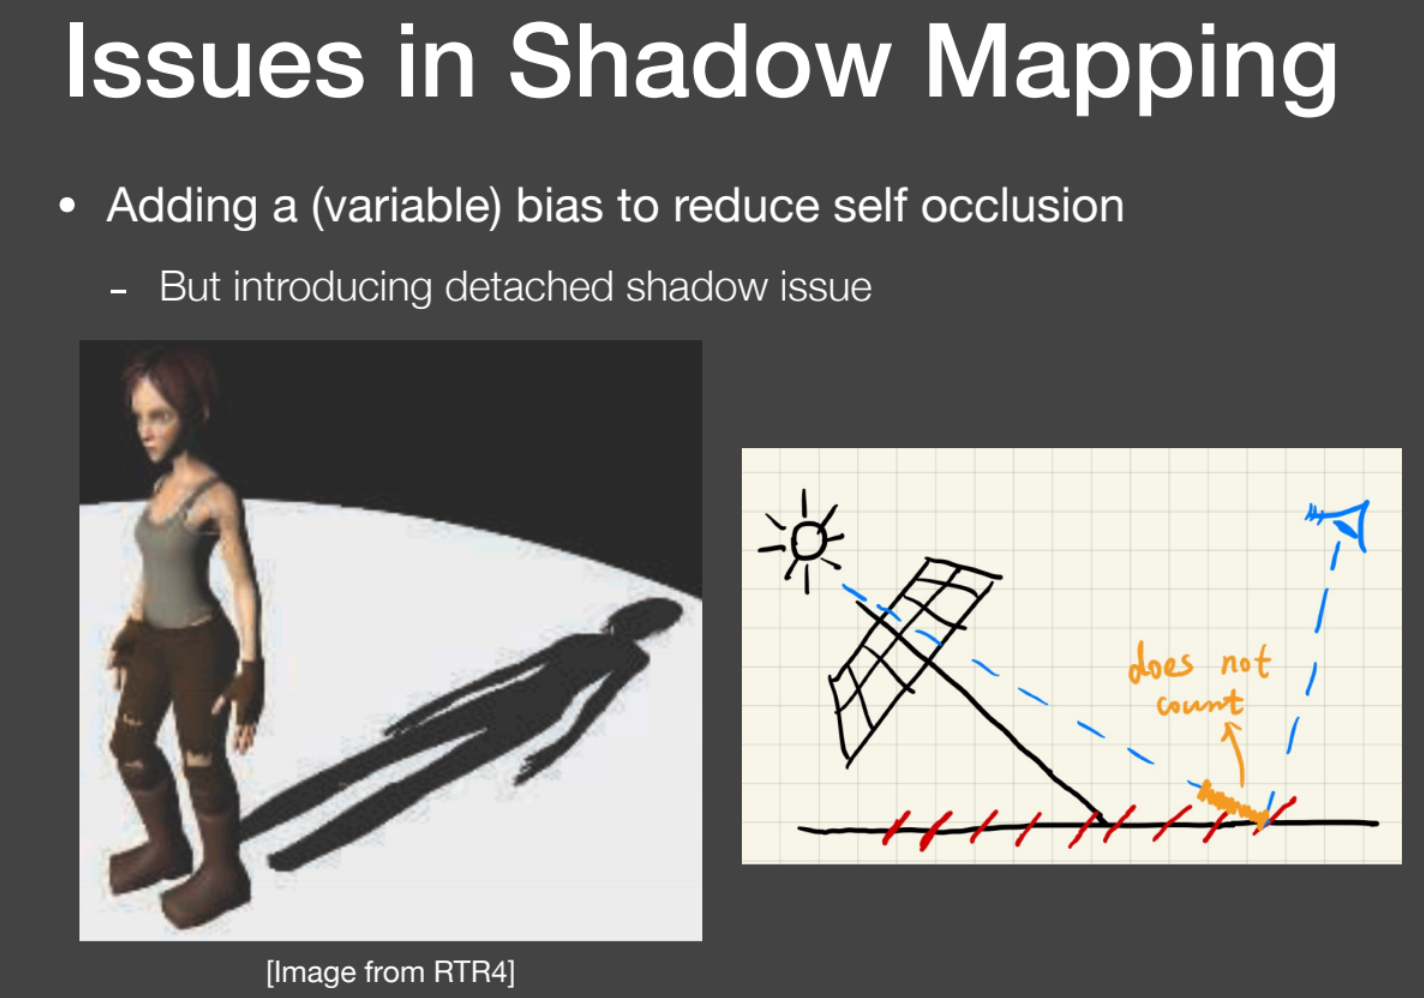 Issues in Shadow Mapping
• Adding a (variable) bias to reduce self occlusion
- But introducing detached shadow issue
does not
count
[Image from RTR4]